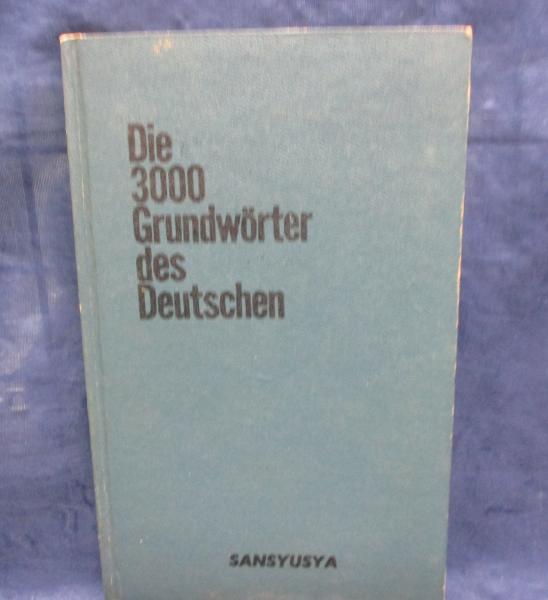 Die
3000
Grundwörter
des
Deutschen
SANSYUSYA